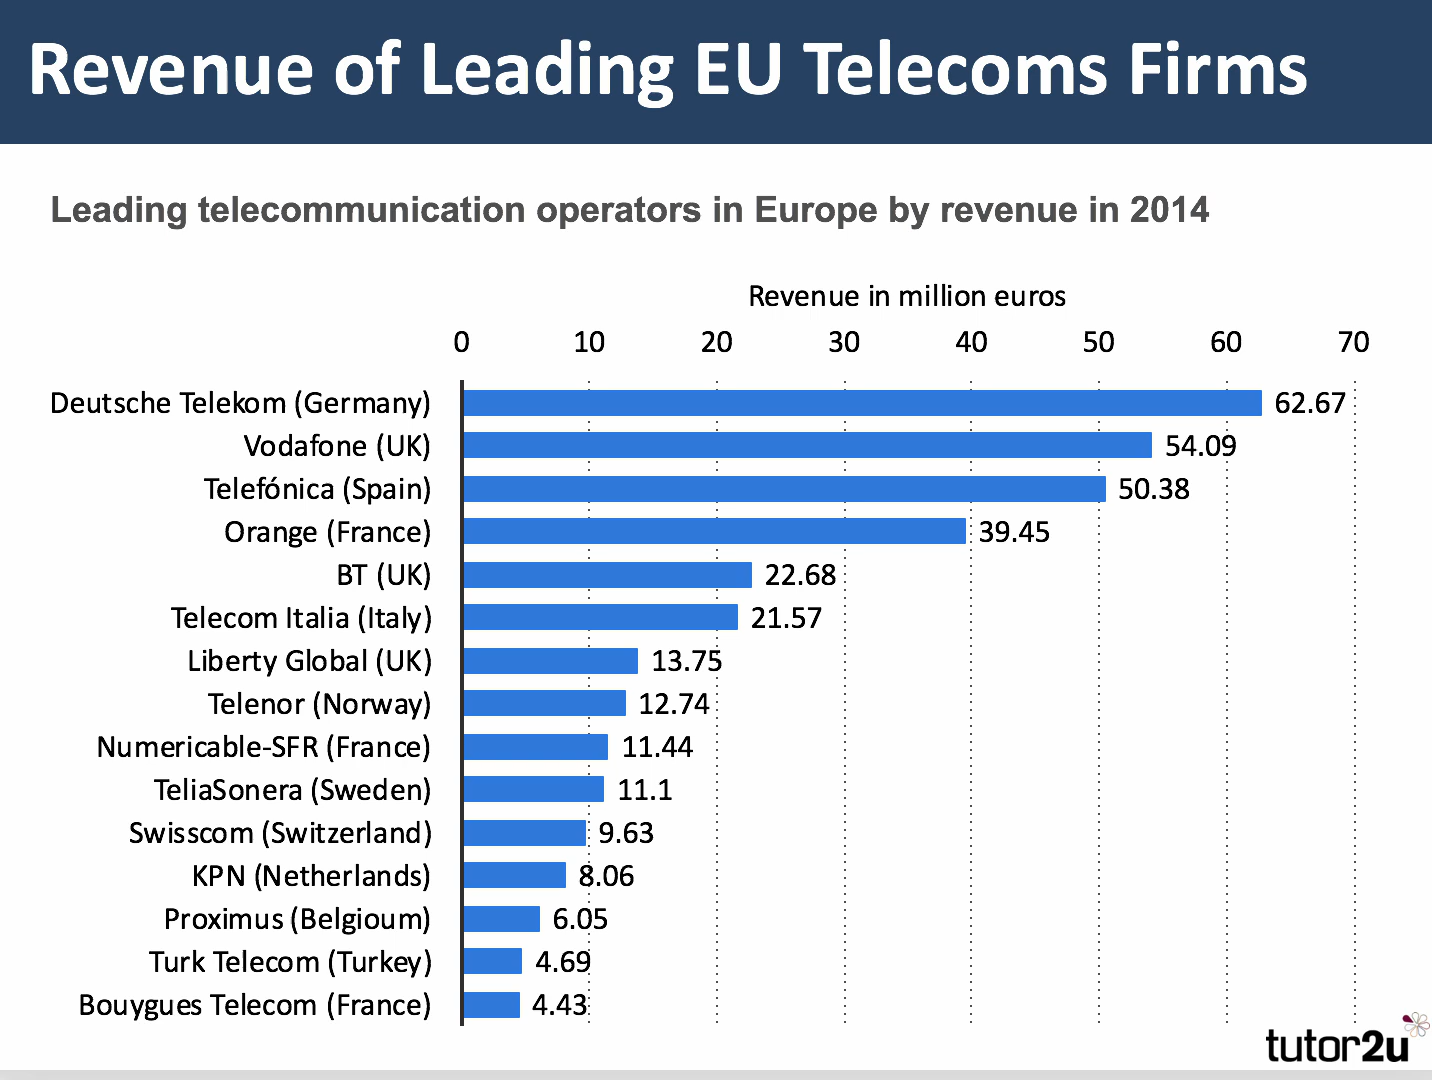 Revenue of Leading EU Telecoms Firms
Leading telecommunication operators in Europe by revenue in 2014
Revenue in million euros
0 10 20 30 40 50 60 70
Deutsche Telekom (Germany) 62.67
Vodafone (UK) 54.09
Telefónica (Spain) 50.38
Orange (France) 39.45
BT (UK) 22.68
Telecom Italia (Italy) 21.57
Liberty Global (UK) 13.75
Telenor (Norway) 12.74
Numericable-SFR (France) 11.44
TeliaSonera (Sweden) 11.1
Swisscom (Switzerland) 9.63
KPN (Netherlands) 8.06
Proximus (Belgioum) 6.05
Turk Telecom (Turkey) 4.69
Bouygues Telecom (France) 4.43
tutor2u